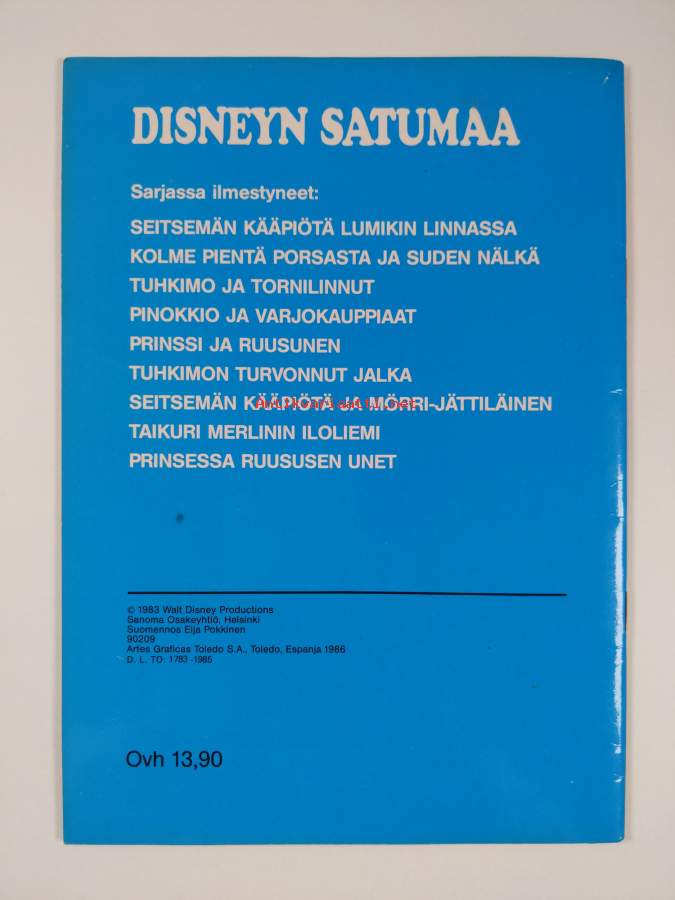 DISNEYN SATUMAA
Sarjassa ilmestyneet:
SEITSEMÄN KÄÄPIÖTÄ LUMIKIN LINNASSA
KOLME PIENTÄ PORSASTA JA SUDEN NÄLKÄ
TUHKIMO JA TORNILINNUT
PINOKKIO JA VARJOKAUPPIAAT
PRINSSI JA RUUSUNEN
TUHKIMON TURVONNUT JALKA
SEITSEMÄN KÄÄPIÖTÄ JA MÖRRI-JÄTTILÄINEN
TAIKURI MERLININ ILOLIEMI
PRINSESSA RUUSUSEN UNET
© 1983 Walt Disney Productions
Sanoma Osakeyhtiö, Helsinki
Suomennos Eija Pokkinen
90209
Artes Graficas Toledo S.A., Toledo, Espanja 1986
D. L. TO: 1783 -1985
Ovh 13,90